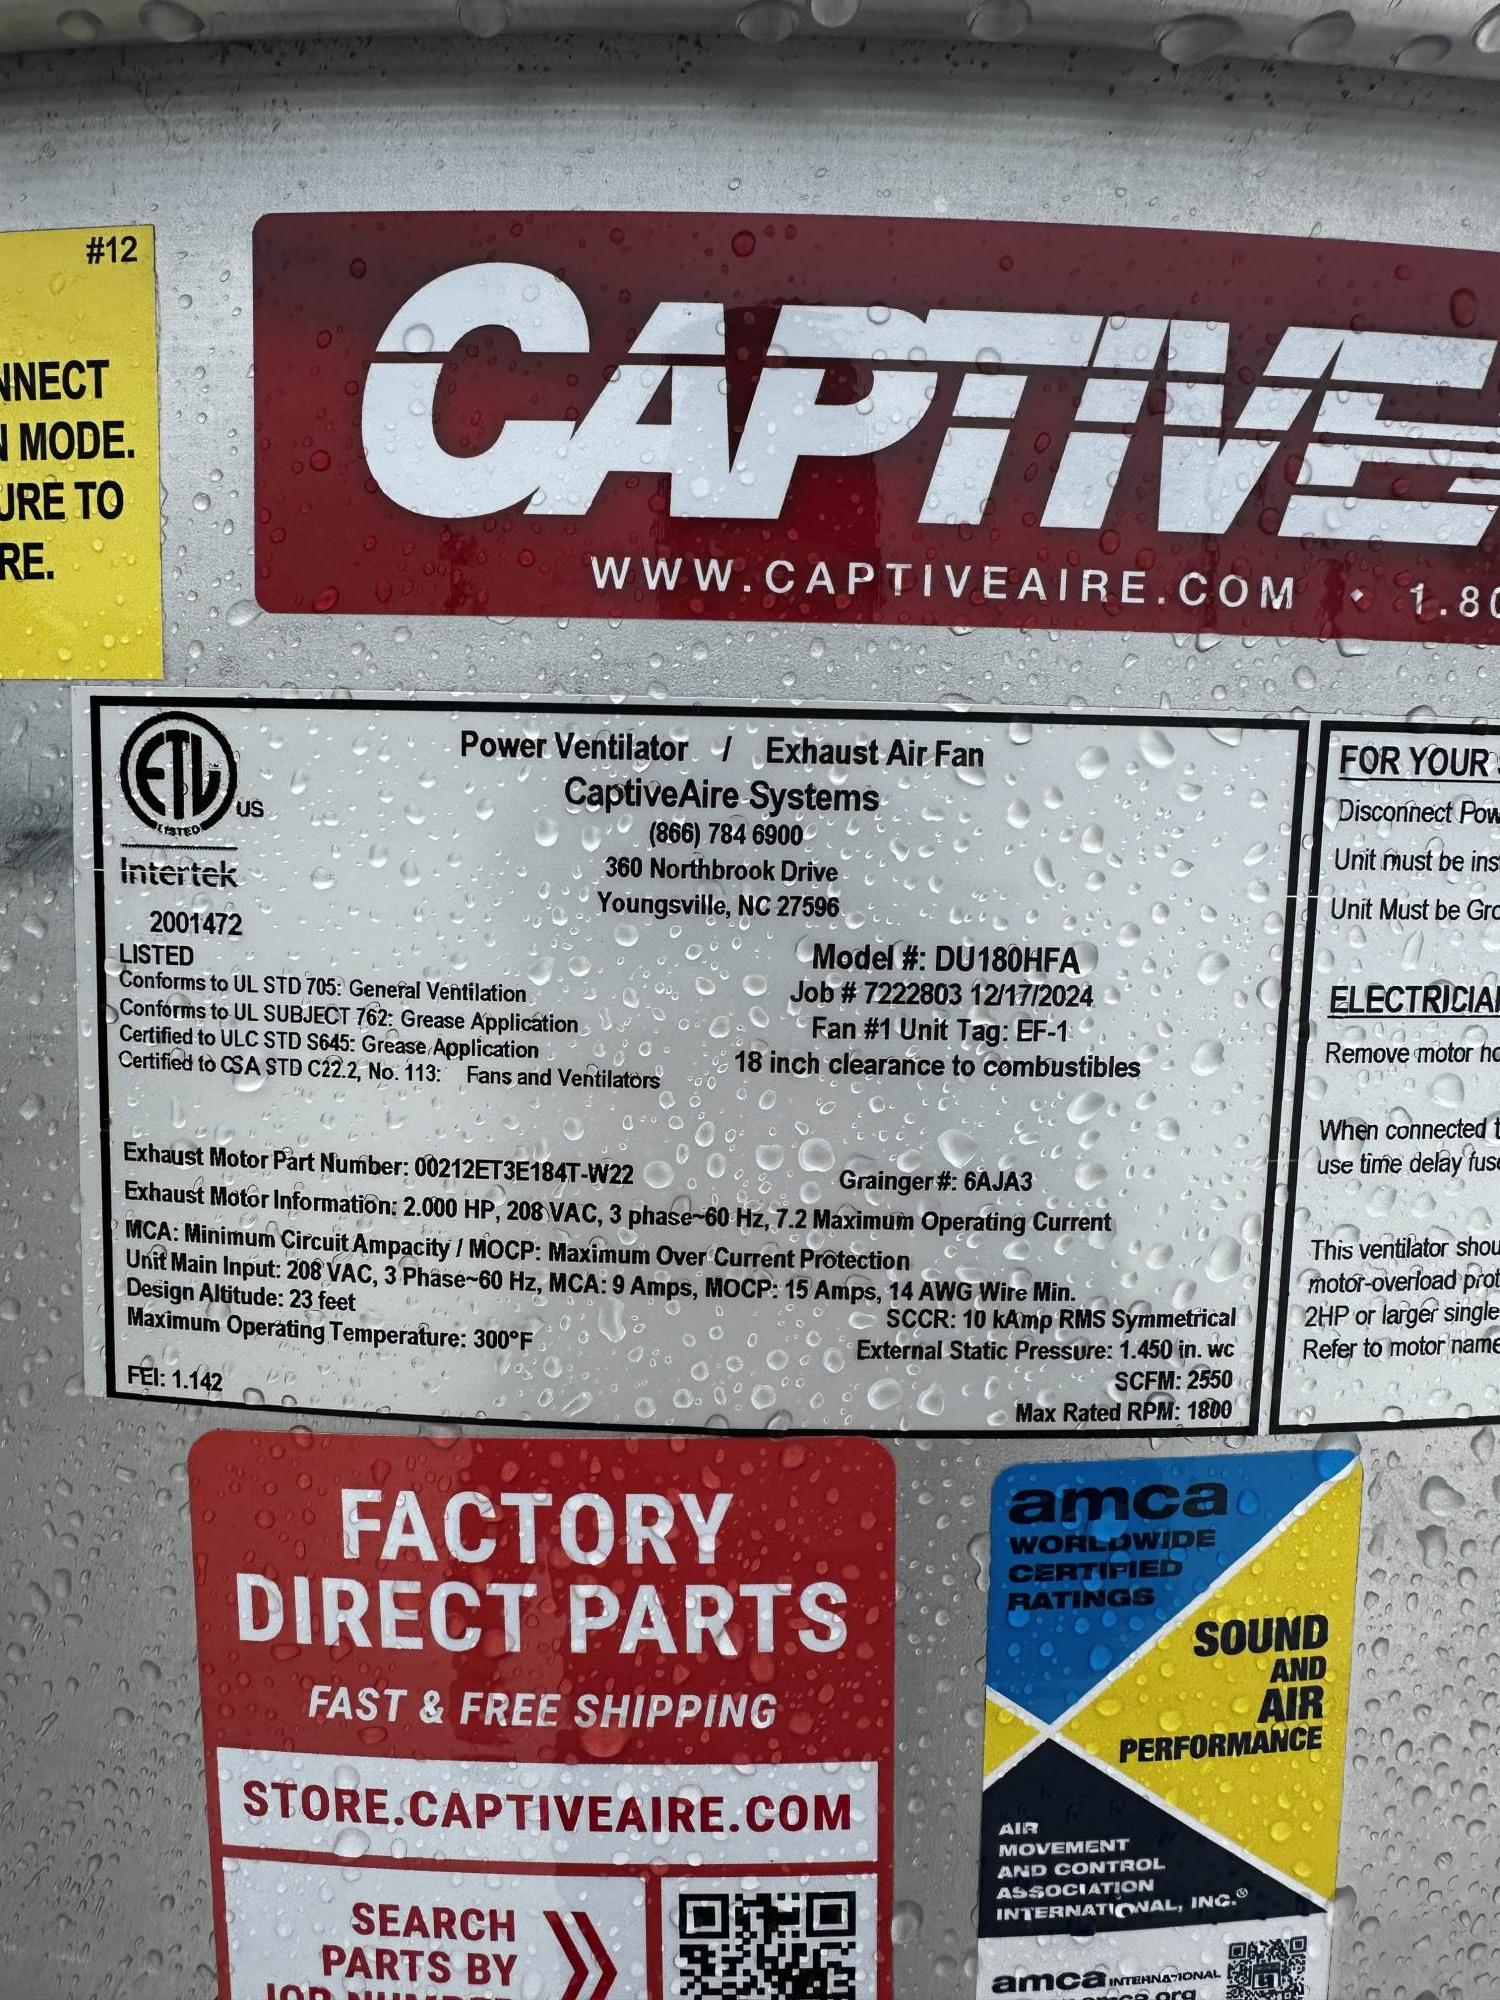 #12
NNECT
N MODE.
URE TO
RE.
CAPTIVE
WWW.CAPTIVEAIRE.COM • 1.80
ETL
LISTED
US
Intertek
2001472
LISTED
Conforms to UL STD 705: General Ventilation
Conforms to UL SUBJECT 762: Grease Application
Certified to ULC STD S645: Grease Application
Certified to CSA STD C22.2, No. 113: Fans and Ventilators
Power Ventilator / Exhaust Air Fan
CaptiveAire Systems
(866) 784 6900
360 Northbrook Drive
Youngsville, NC 27596
Model #: DU180HFA
Job # 7222803 12/17/2024
Fan #1 Unit Tag: EF-1
18 inch clearance to combustibles
Exhaust Motor Part Number: 00212ET3E184T-W22 Grainger#: 6AJA3
Exhaust Motor Information: 2.000 HP, 208 VAC, 3 phase~60 Hz, 7.2 Maximum Operating Current
MCA: Minimum Circuit Ampacity / MOCP: Maximum Over Current Protection
Unit Main Input: 208 VAC, 3 Phase~60 Hz, MCA: 9 Amps, MOCP: 15 Amps, 14 AWG Wire Min.
Design Altitude: 23 feet
Maximum Operating Temperature: 300°F
FEI: 1.142
SCCR: 10 kAmp RMS Symmetrical
External Static Pressure: 1.450 in. wc
SCFM: 2550
Max Rated RPM: 1800
FOR YOUR
Disconnect Pow
Unit must be ins
Unit Must be Gro
ELECTRICIAN
Remove motor ho
When connected t
use time delay fuse
This ventilator shou
motor-overload prot
2HP or larger single
Refer to motor name
FACTORY
DIRECT PARTS
FAST & FREE SHIPPING
STORE.CAPTIVEAIRE.COM
SEARCH
PARTS BY
JOB NUMBER
amca
WORLDWIDE
CERTIFIED
RATINGS
SOUND
AND
AIR
PERFORMANCE
AIR
MOVEMENT
AND CONTROL
ASSOCIATION
INTERNATIONAL, INC.®
amca INTERNATIONAL
amca.org